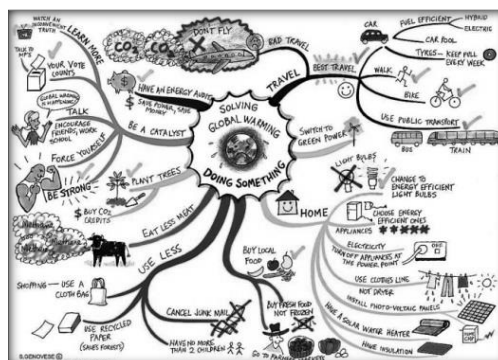 WATCH AN
INCONVENIENT
TRUTH
LEARN MORE
TALK TO
MP'S
YOUR VOTE
COUNTS
GLOBAL WARMING
IS HAPPENING!
TALK
ENCOURAGE
FRIENDS, WORK
SCHOOL
FORCE YOURSELF
BE STRONG
BE A CATALYST
HAVE AN ENERGY AUDIT
$ SAVE POWER, SAVE
MONEY
CO2
CO2
DON'T FLY
BAD TRAVEL
TRAVEL
BEST TRAVEL
CAR
FUEL EFFICIENT
HYBRID
ELECTRIC
CAR POOL
TYRES - KEEP FULL
EVERY WEEK
WALK
BIKE
USE PUBLIC TRANSPORT
BUS
TRAIN
SOLVING
GLOBAL WARMING
DOING SOMETHING
SWITCH TO
GREEN POWER
PLANT TREES
$ BUY CO2
CREDITS
EAT LESS MEAT
USE LESS
SHOPPING - USE A
CLOTH BAG
USE RECYCLED
PAPER
(SAVES FORESTS)
CANCEL JUNK MAIL
HAVE NO MORE
THAN 2 CHILDREN
BUY LOCAL
FOOD
BUY FRESH FOOD
NOT FROZEN
GO TO FARMERS MARKETS
HOME
LIGHT BULBS
CHANGE TO
ENERGY EFFICIENT
LIGHT BULBS
CHOOSE ENERGY
EFFICIENT ONES
APPLIANCES
ELECTRICITY
TURN OFF APPLIANCES
AT THE POWER POINT
USE CLOTHES LINE
NOT DRYER
INSTALL PHOTO-VOLTAIC PANELS
HAVE A SOLAR WATER HEATER
HAVE INSULATION
S.GENOVESE ©